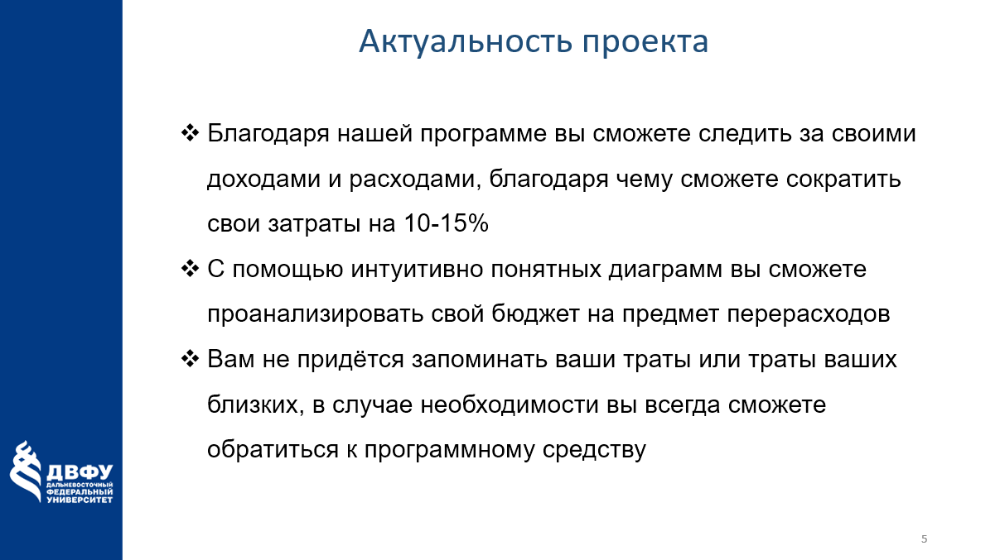 Актуальность проекта
❖ Благодаря нашей программе вы сможете следить за своими
доходами и расходами, благодаря чему сможете сократить
свои затраты на 10-15%
❖ С помощью интуитивно понятных диаграмм вы сможете
проанализировать свой бюджет на предмет перерасходов
❖ Вам не придётся запоминать ваши траты или траты ваших
близких, в случае необходимости вы всегда сможете
обратиться к программному средству
ДВФУ
ДАЛЬНЕВОСТОЧНЫЙ
ФЕДЕРАЛЬНЫЙ
УНИВЕРСИТЕТ
5